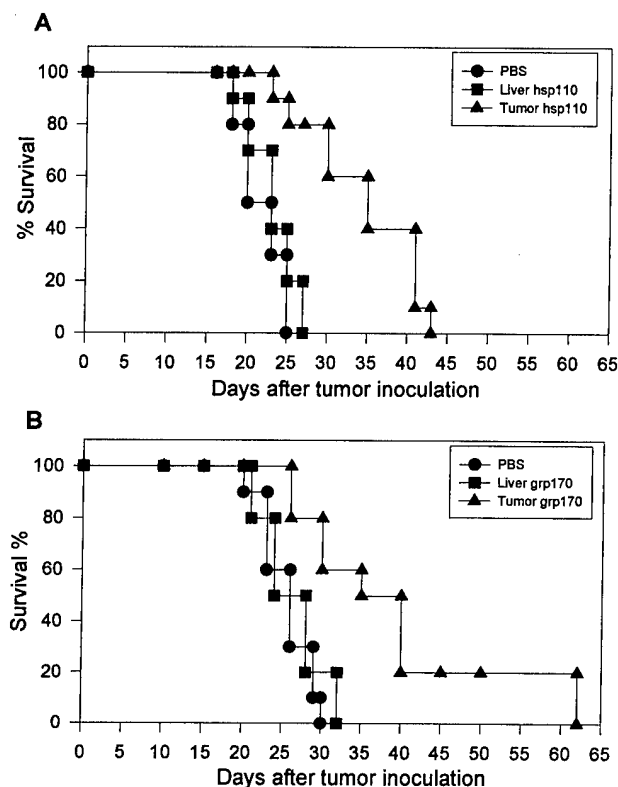 A
PBS
Liver hsp110
Tumor hsp110
% Survival
100
80
60
40
20
0
0 5 10 15 20 25 30 35 40 45 50 55 60 65
Days after tumor inoculation
B
PBS
Liver grp170
Tumor grp170
Survival %
100
80
60
40
20
0
0 5 10 15 20 25 30 35 40 45 50 55 60 65
Days after tumor inoculation